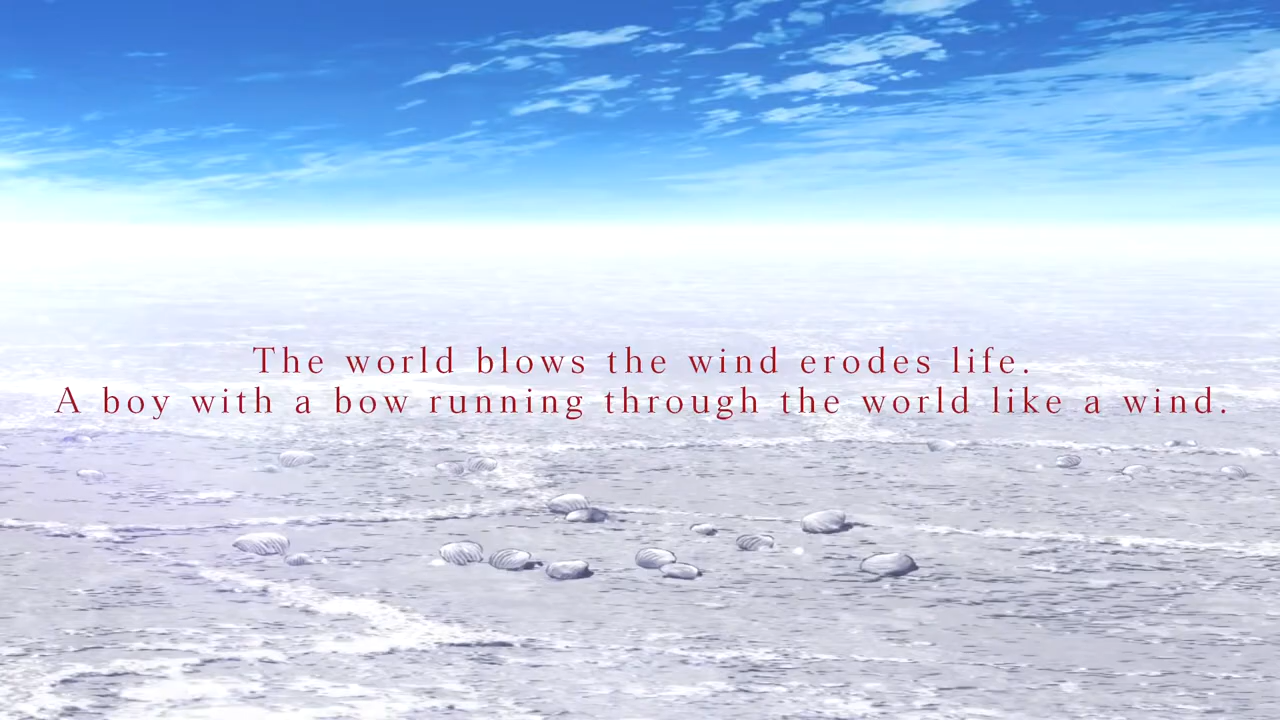 The world blows the wind erodes life.
A boy with a bow running through the world like a wind.